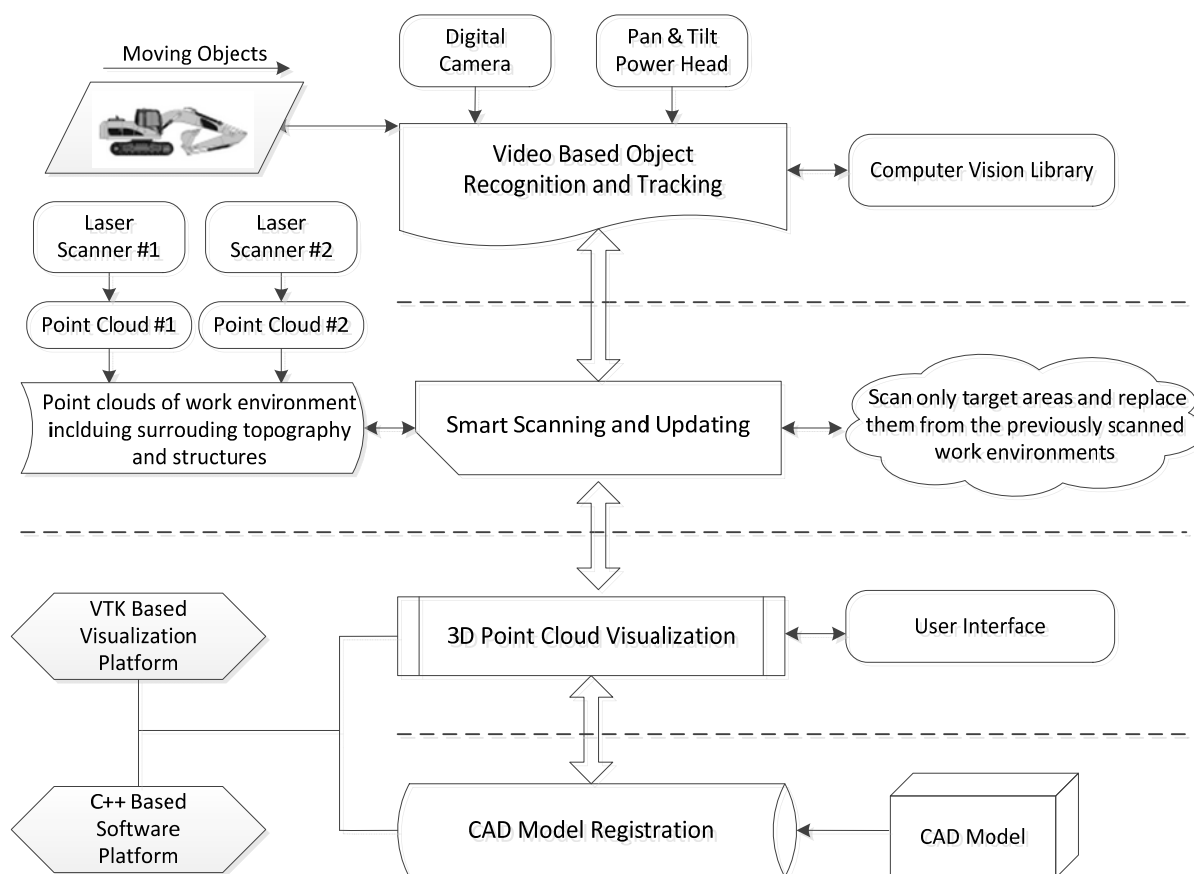 Moving Objects
Digital
Camera
Pan & Tilt
Power Head
Video Based Object
Recognition and Tracking
Computer Vision Library
Laser
Scanner #1
Laser
Scanner #2
Point Cloud #1
Point Cloud #2
Point clouds of work environment
inclduing surrouding topography
and structures
Smart Scanning and Updating
Scan only target areas and replace
them from the previously scanned
work environments
VTK Based
Visualization
Platform
3D Point Cloud Visualization
User Interface
C++ Based
Software
Platform
CAD Model Registration
CAD Model